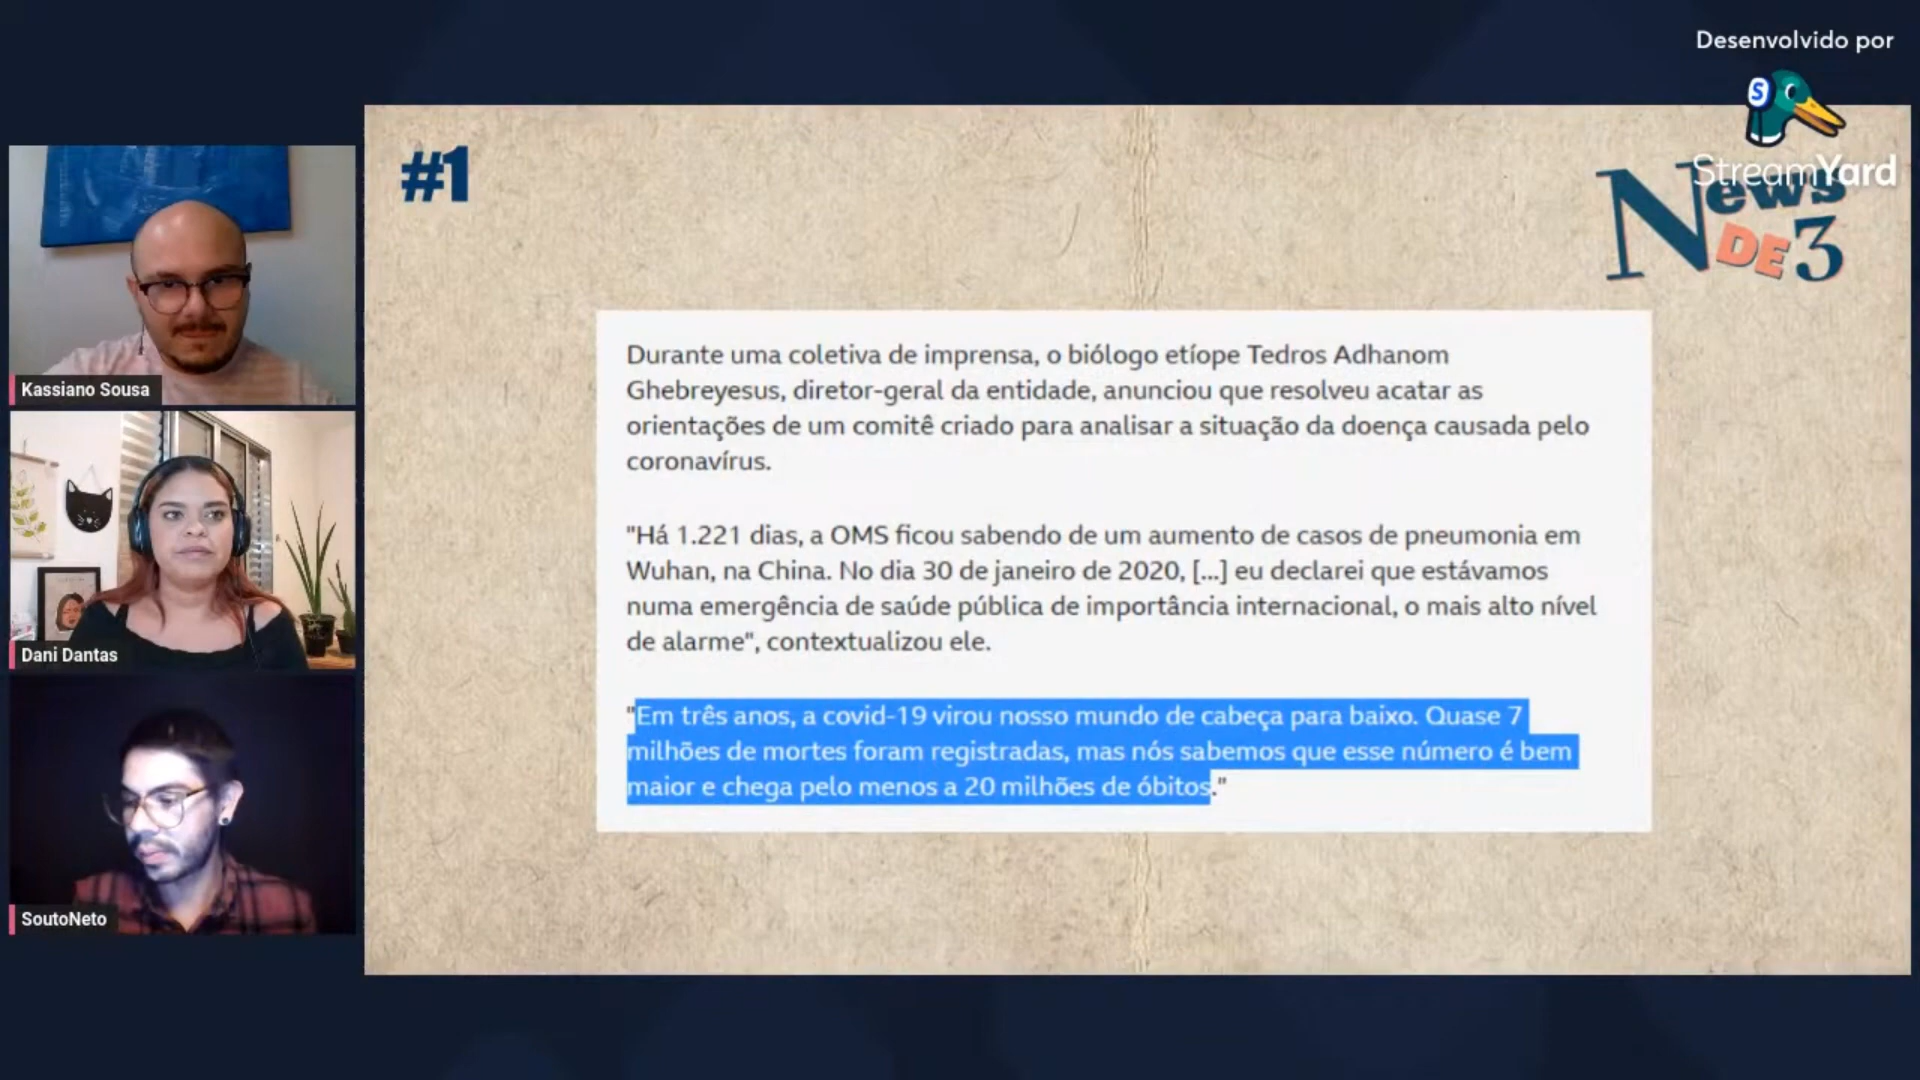 Desenvolvido por
StreamYard
#1
News
DE 3
Durante uma coletiva de imprensa, o biólogo etíope Tedros Adhanom
Ghebreyesus, diretor-geral da entidade, anunciou que resolveu acatar as
orientações de um comitê criado para analisar a situação da doença causada pelo
coronavírus.
"Há 1.221 dias, a OMS ficou sabendo de um aumento de casos de pneumonia em
Wuhan, na China. No dia 30 de janeiro de 2020, [...] eu declarei que estávamos
numa emergência de saúde pública de importância internacional, o mais alto nível
de alarme", contextualizou ele.
"Em três anos, a covid-19 virou nosso mundo de cabeça para baixo. Quase 7
milhões de mortes foram registradas, mas nós sabemos que esse número é bem
maior e chega pelo menos a 20 milhões de óbitos."
Kassiano Sousa
Dani Dantas
SoutoNeto